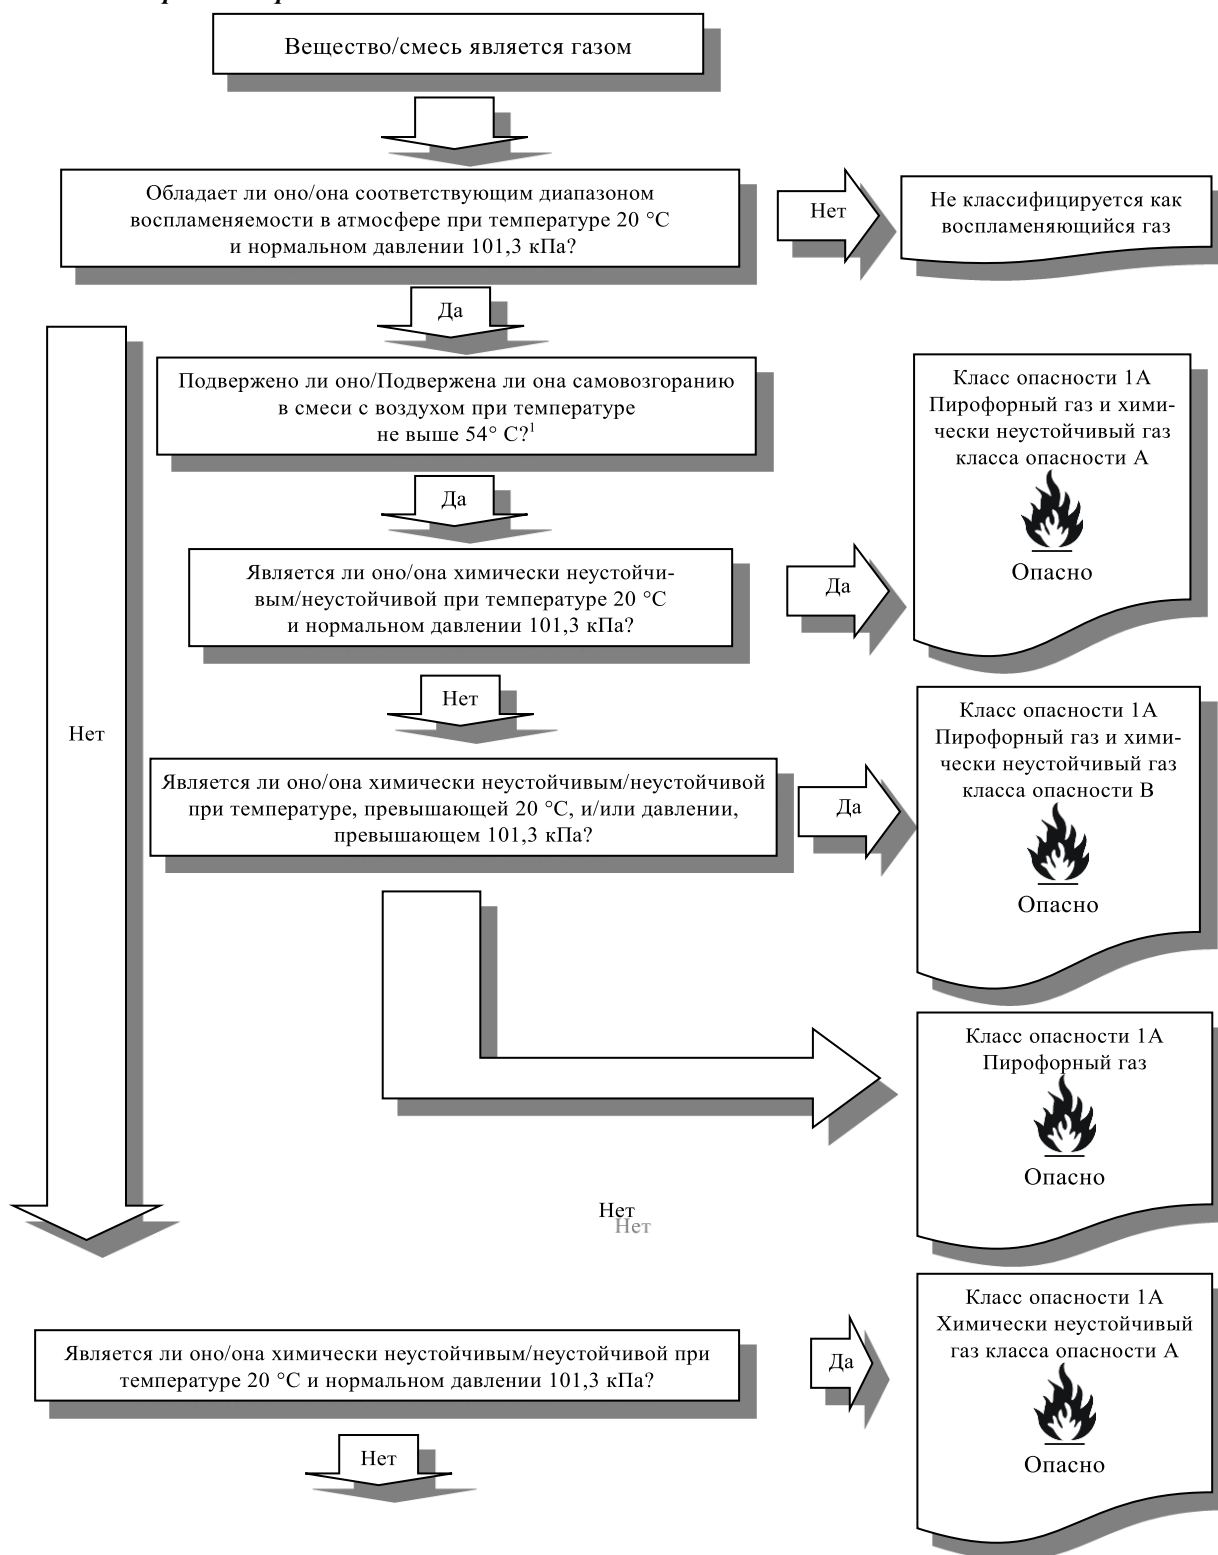 Вещество/смесь является газом
Обладает ли оно/она соответствующим диапазоном
воспламеняемости в атмосфере при температуре 20 °C
и нормальном давлении 101,3 кПа?
Нет
Не классифицируется как
воспламеняющийся газ
Да
Подвержено ли оно/Подвержена ли она самовозгоранию
в смеси с воздухом при температуре
не выше 54° C?¹
Класс опасности 1A
Пирофорный газ и хими-
чески неустойчивый газ
класса опасности A
Опасно
Да
Является ли оно/она химически неустойчи-
вым/неустойчивой при температуре 20 °C
и нормальном давлении 101,3 кПа?
Да
Нет
Нет
Класс опасности 1A
Пирофорный газ и хими-
чески неустойчивый газ
класса опасности B
Опасно
Является ли оно/она химически неустойчивым/неустойчивой
при температуре, превышающей 20 °C, и/или давлении,
превышающем 101,3 кПа?
Да
Класс опасности 1A
Пирофорный газ
Опасно
Нет
Нет
Класс опасности 1A
Химически неустойчивый
газ класса опасности A
Опасно
Является ли оно/она химически неустойчивым/неустойчивой при
температуре 20 °C и нормальном давлении 101,3 кПа?
Да
Нет